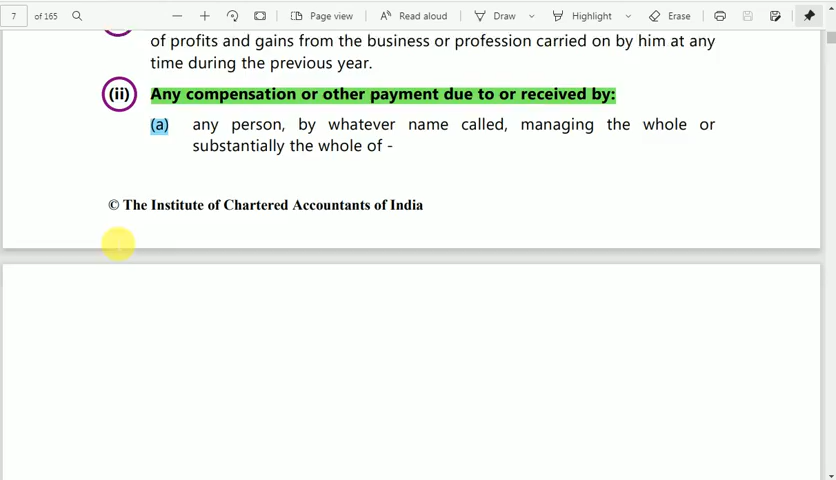 7 of 165 Page view Read aloud Draw Highlight Erase
of profits and gains from the business or profession carried on by him at any
time during the previous year.
(ii) Any compensation or other payment due to or received by:
(a) any person, by whatever name called, managing the whole or
substantially the whole of -
© The Institute of Chartered Accountants of India